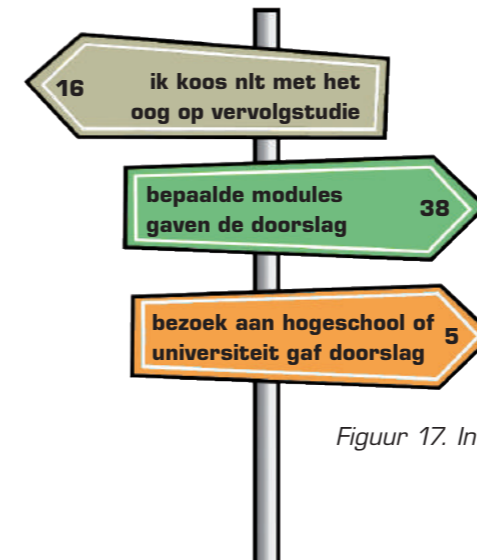 16
ik koos nlt met het
oog op vervolgstudie
bepaalde modules
gaven de doorslag
38
bezoek aan hogeschool of
universiteit gaf doorslag
5
Figuur 17. In